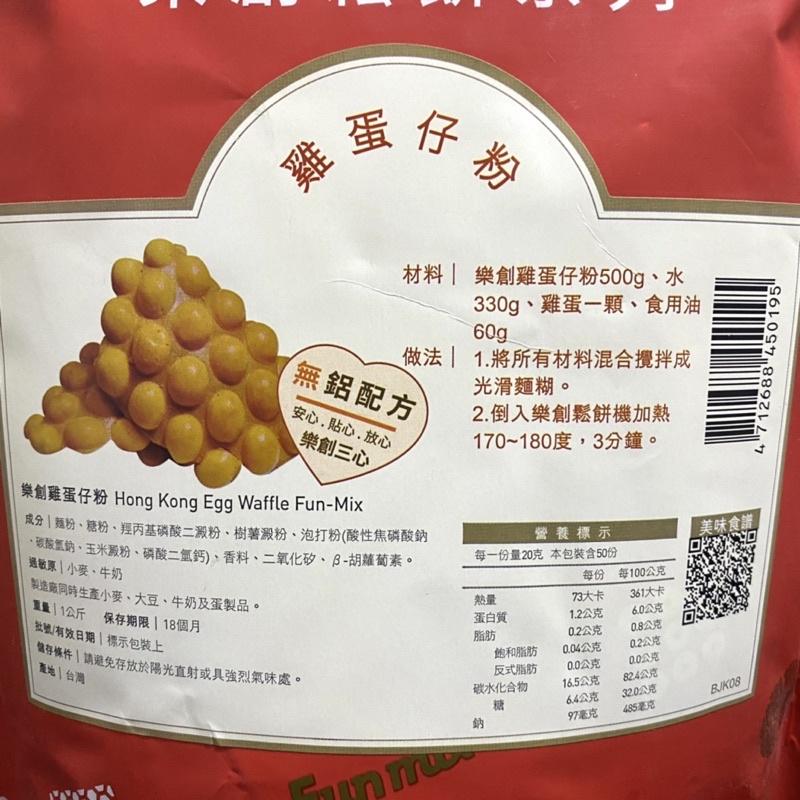 樂創鬆餅系列
雞蛋仔粉
材料｜樂創雞蛋仔粉500g、水
330g、雞蛋一顆、食用油
60g
做法｜1.將所有材料混合攪拌成
光滑麵糊。
2.倒入樂創鬆餅機加熱
170~180度，3分鐘。
無鋁配方
安心.貼心.放心
樂創三心
4 712688 450195
樂創雞蛋仔粉 Hong Kong Egg Waffle Fun-Mix
成分｜麵粉、糖粉、羥丙基磷酸二澱粉、樹薯澱粉、泡打粉(酸性焦磷酸鈉
、碳酸氫鈉、玉米澱粉、磷酸二氫鈣)、香料、二氧化矽、β-胡蘿蔔素。
過敏原｜小麥、牛奶
製造廠同時生產小麥、大豆、牛奶及蛋製品。
重量｜1公斤 保存期限｜18個月
批號/有效日期｜標示包裝上
儲存條件｜請避免存放於陽光直射或具強烈氣味處。
產地｜台灣
營養標示
每一份量20克 本包裝含50份
每份 每100公克
熱量 73大卡 361大卡
蛋白質 1.2公克 6.0公克
脂肪 0.2公克 0.8公克
飽和脂肪 0.04公克 0.2公克
反式脂肪 0.0公克 0.0公克
碳水化合物 16.5公克 82.4公克
糖 6.4公克 32.0公克
鈉 97毫克 485毫克
美味食譜
BJK08
Fun mix